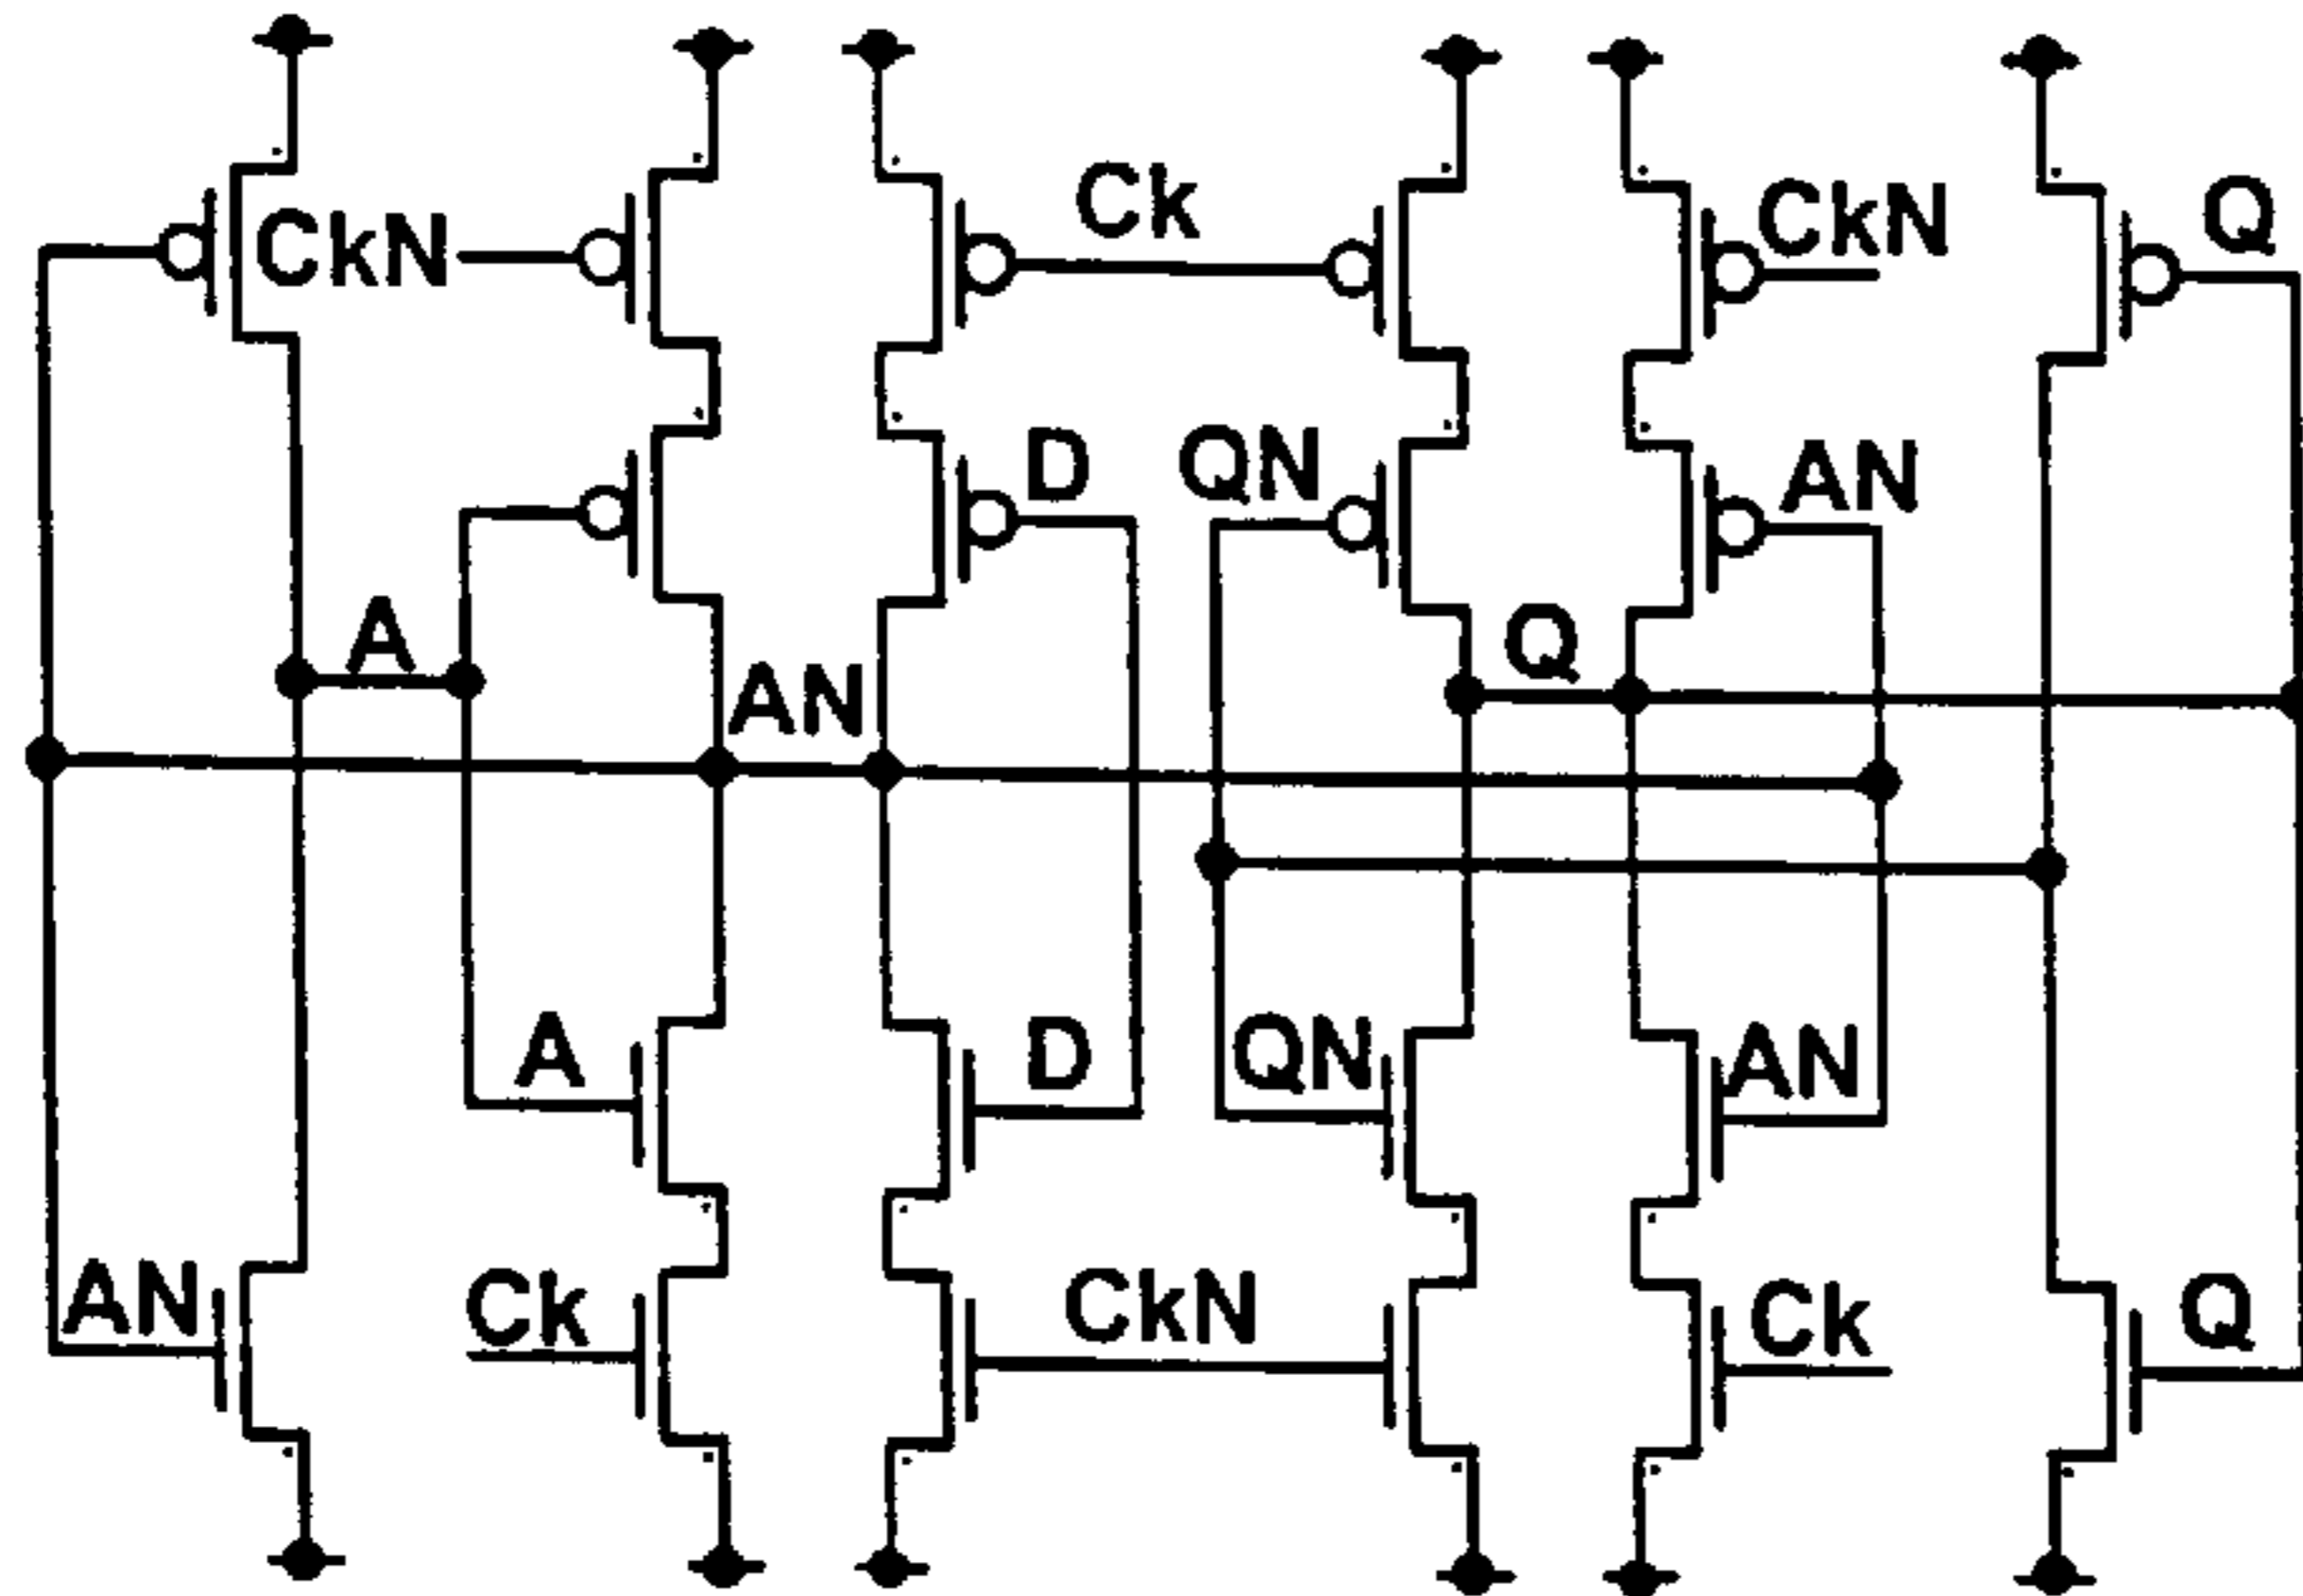 Ck CkN Q
CkN
D QN AN
A Q
AN
A D QN AN
AN Ck CkN Ck Q